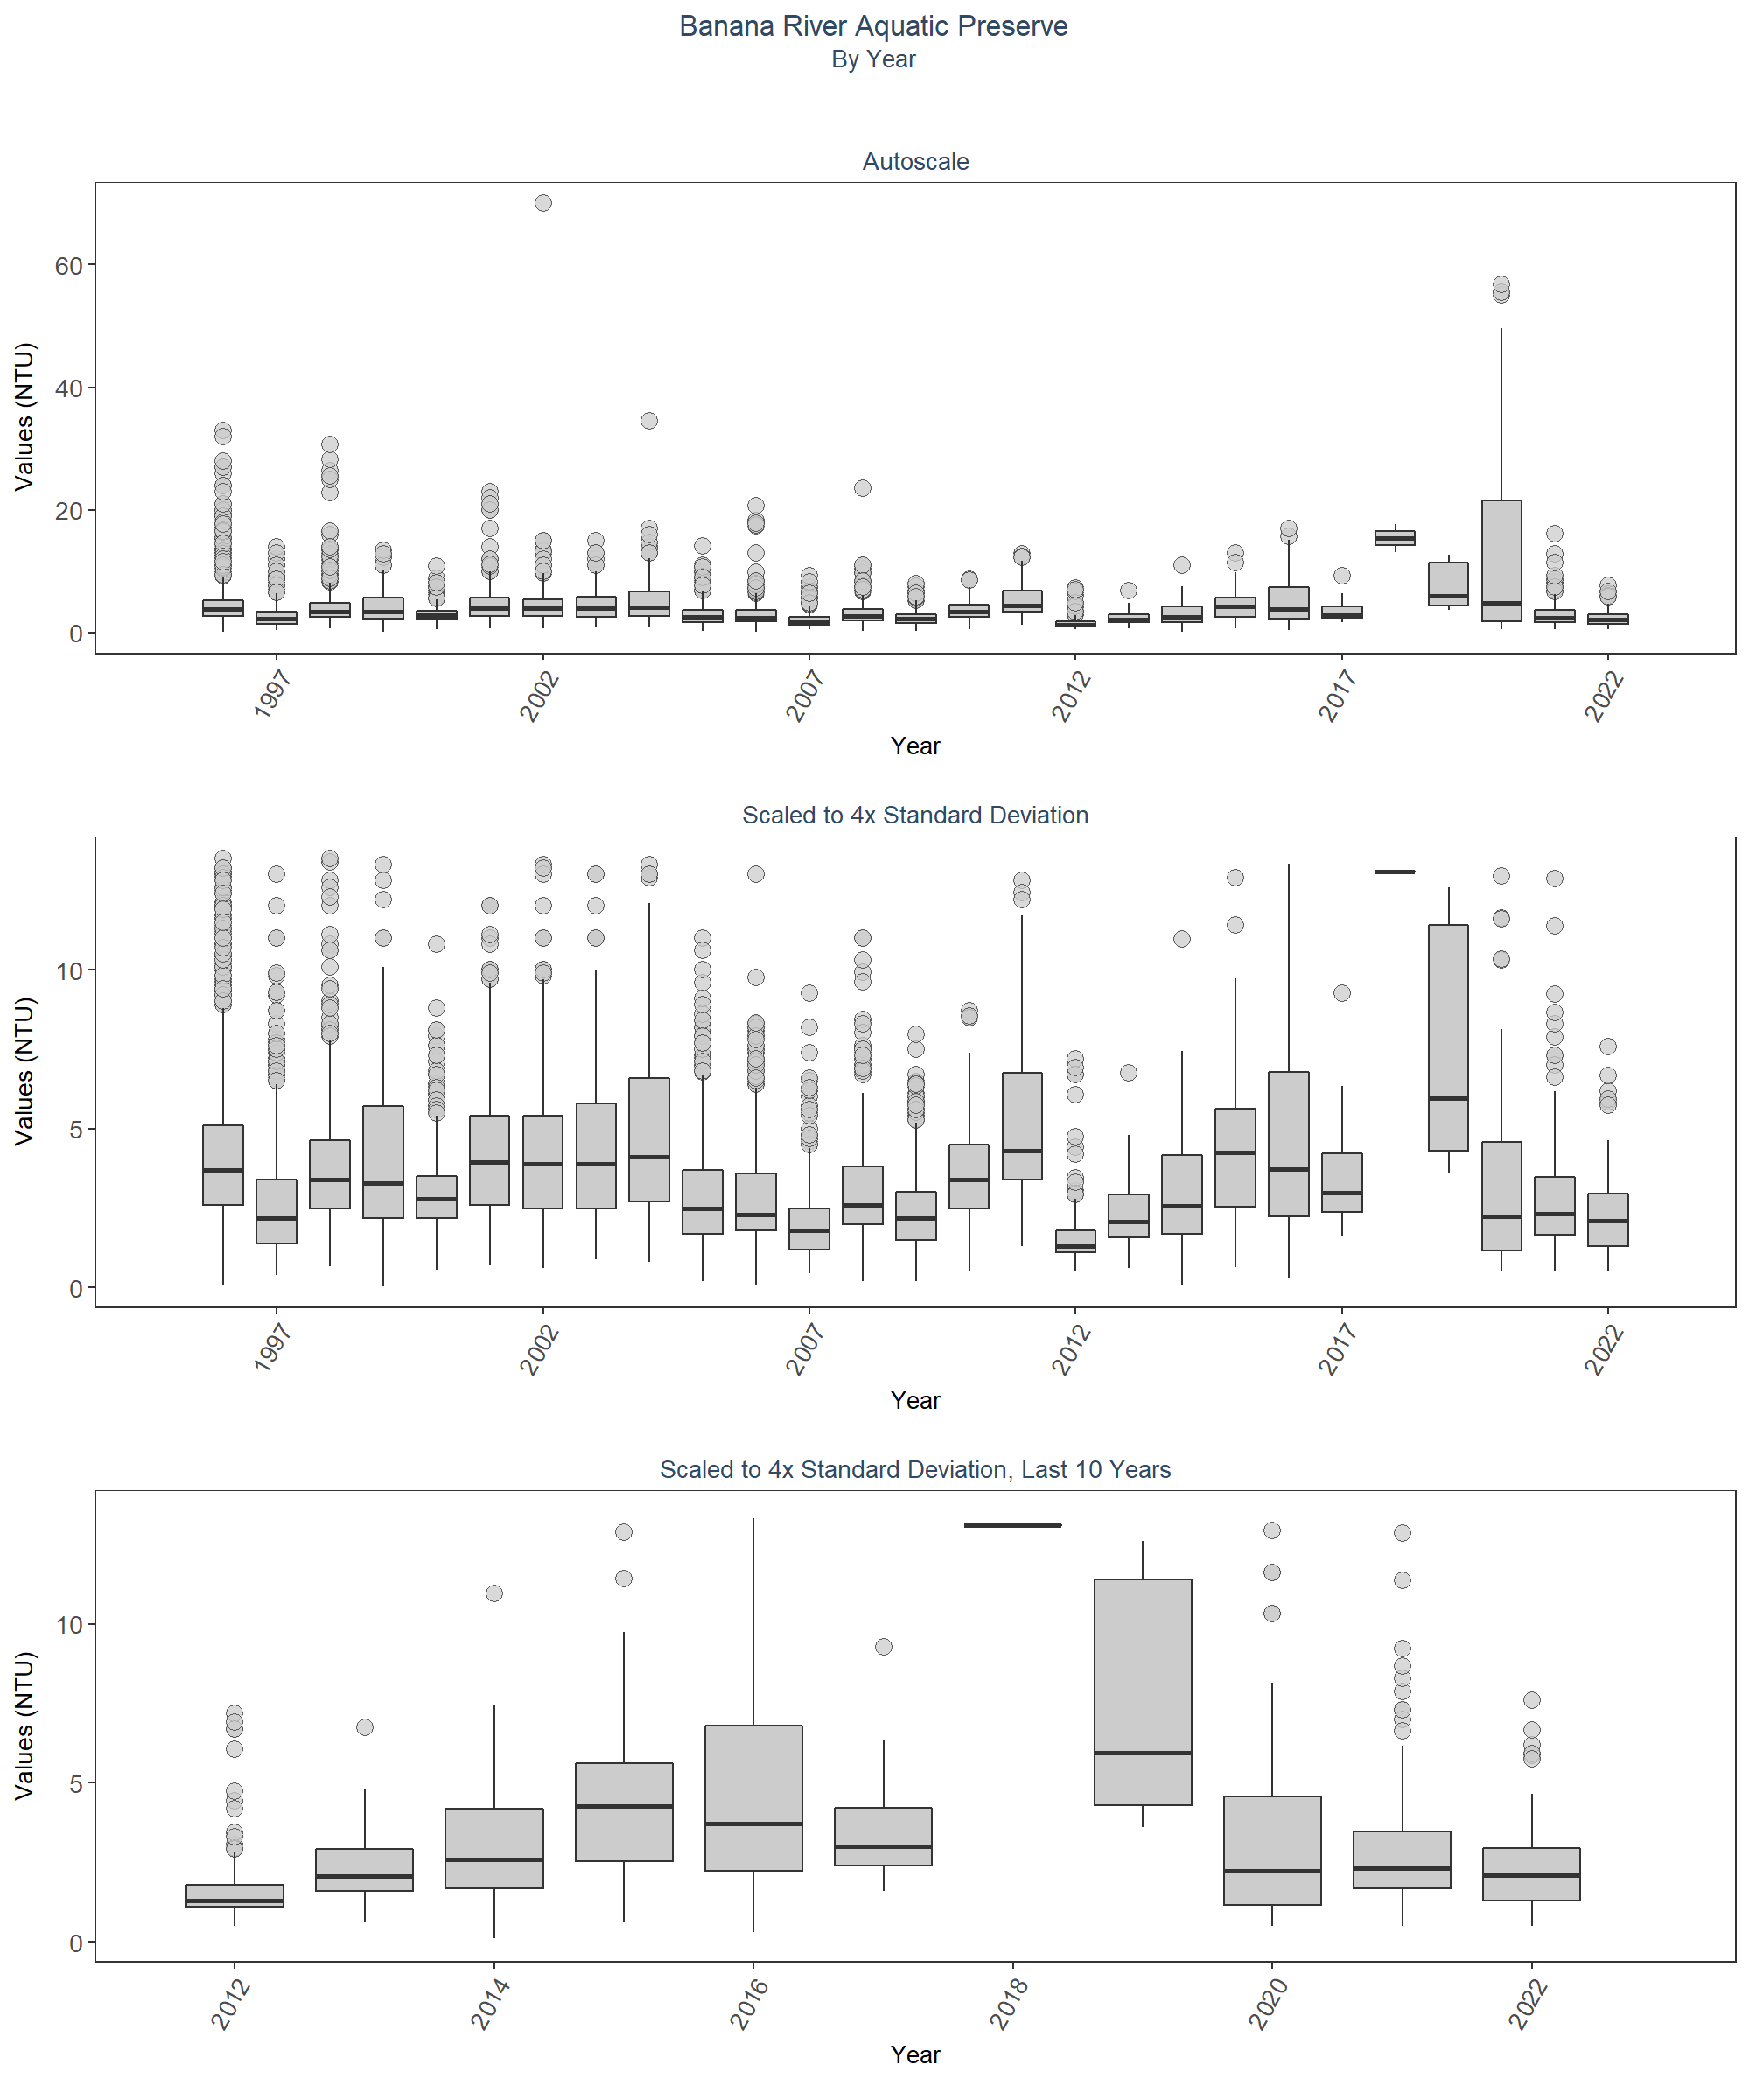 Banana River Aquatic Preserve
By Year
Autoscale
Values (NTU)
60
40
20
0
1997
2002
2007
2012
2017
2022
Year
Scaled to 4x Standard Deviation
Values (NTU)
10
5
0
1997
2002
2007
2012
2017
2022
Year
Scaled to 4x Standard Deviation, Last 10 Years
Values (NTU)
10
5
0
2012
2014
2016
2018
2020
2022
Year